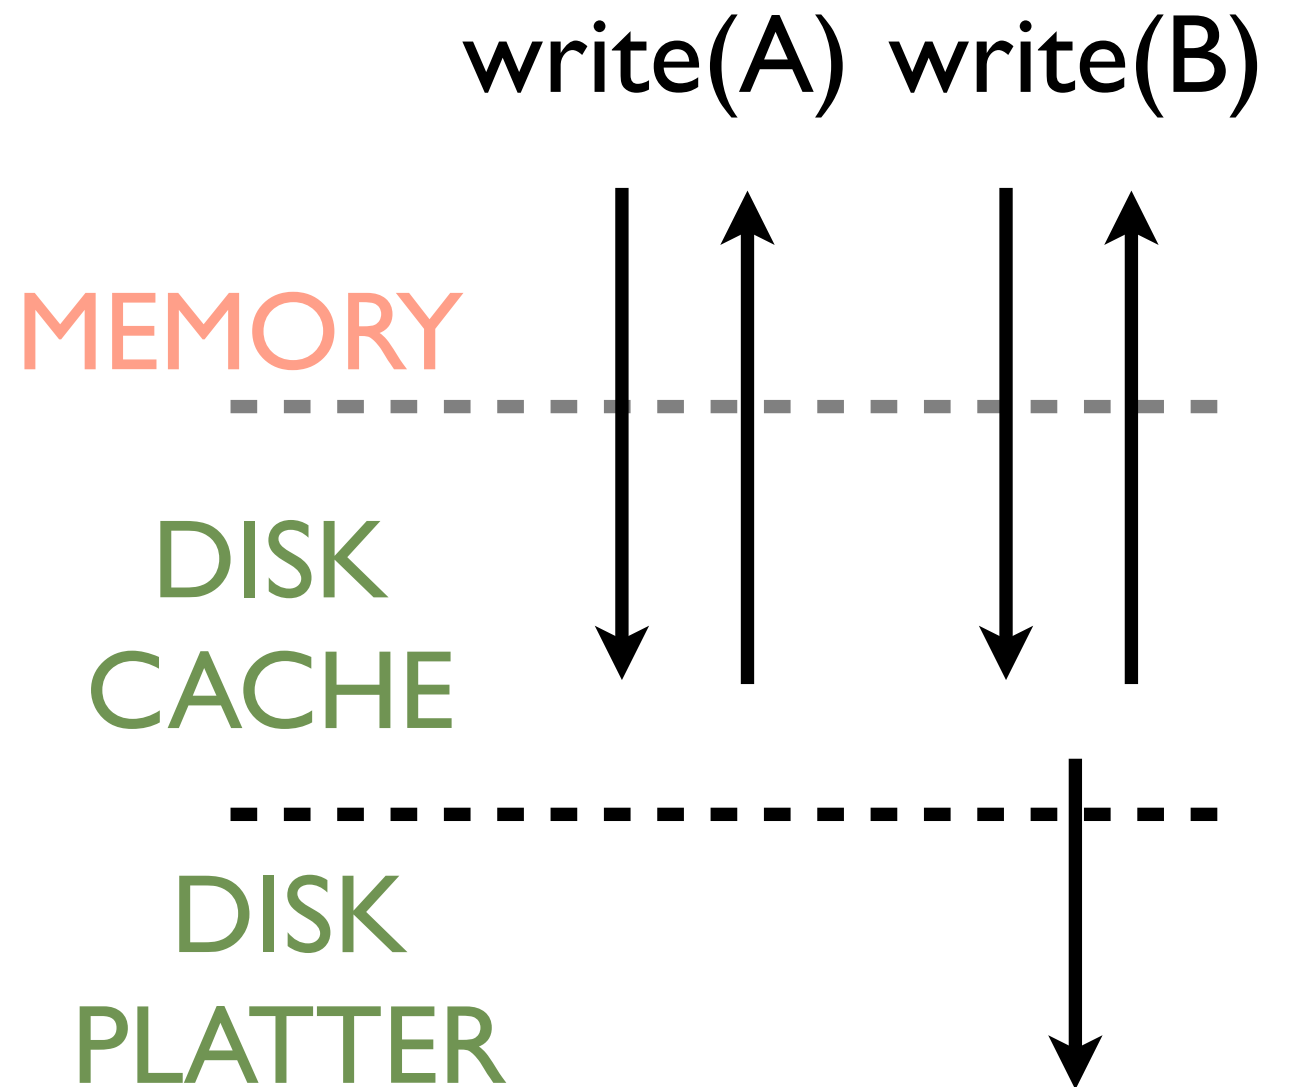 write(A) write(B)
MEMORY
DISK
CACHE
DISK
PLATTER